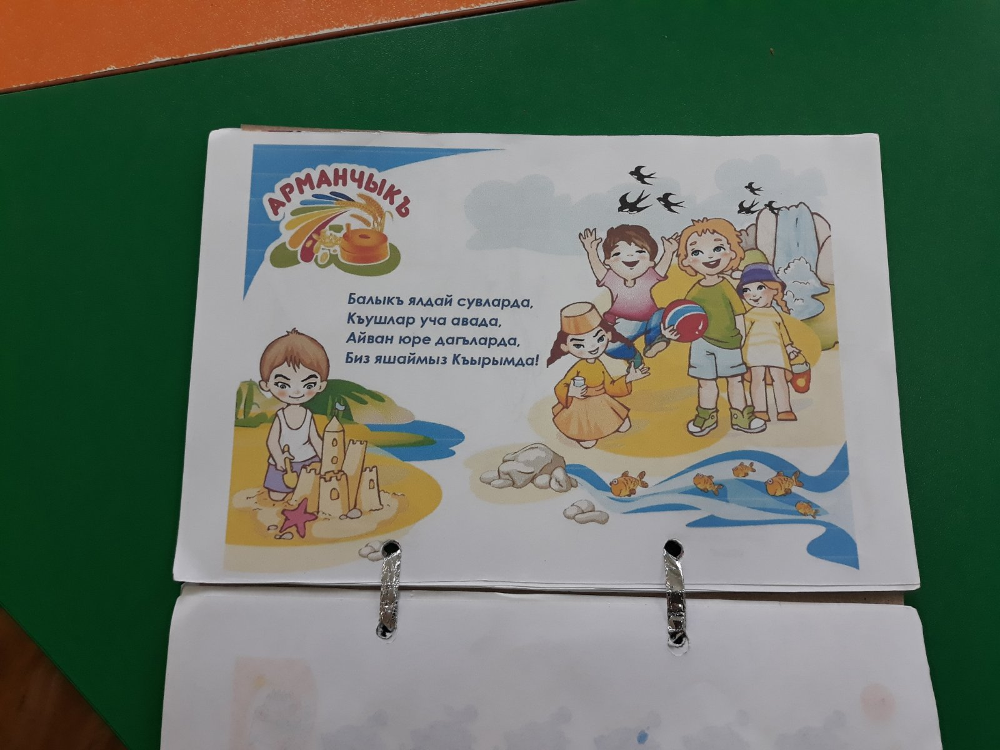 АРМАНЧЫКЪ
Балыкъ ялдай сувларда,
Къушлар уча авада,
Айван юре дагъларда,
Биз яшаймыз Къырымда!